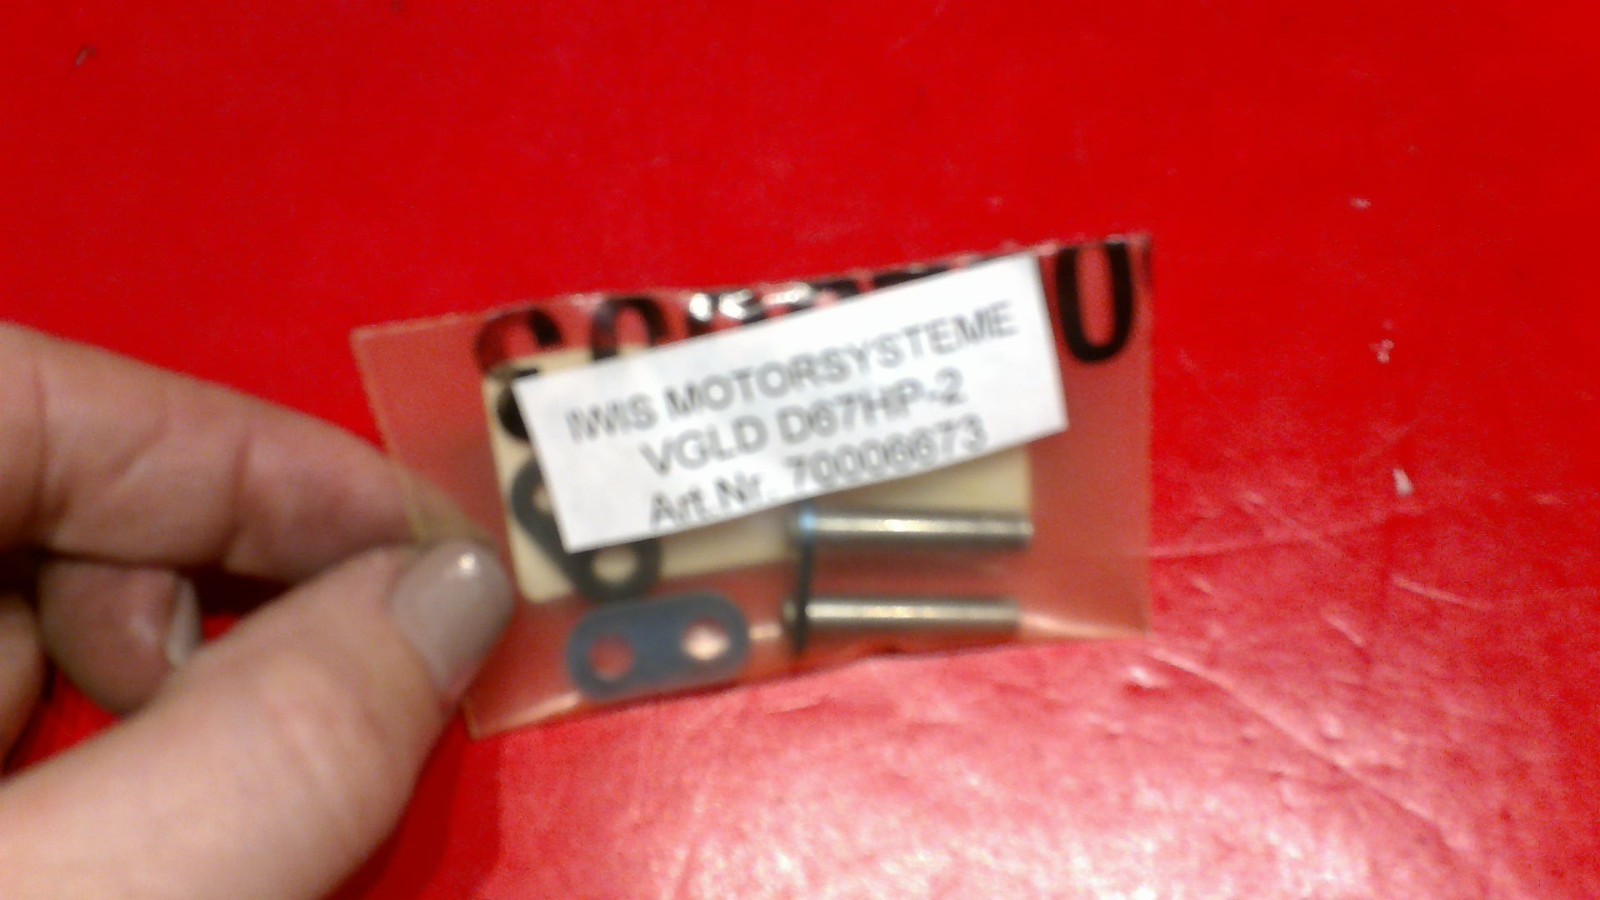 IWIS MOTORSYSTEME
VGLD D67HP-2
Art.Nr. 70006673